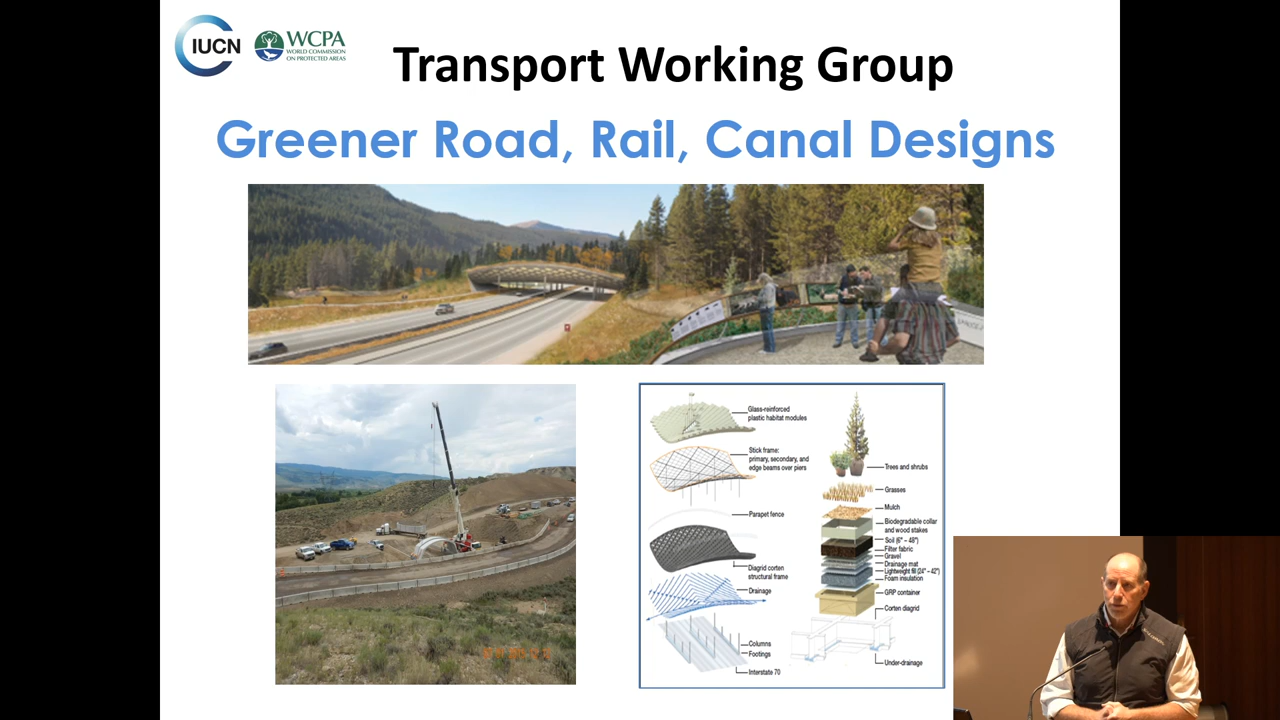 IUCN
WCPA
WORLD COMMISSION
ON PROTECTED AREAS
Transport Working Group
Greener Road, Rail, Canal Designs
Glass-reinforced
plastic habitat modules
Stick frame:
primary, secondary, and
edge beams over piers
Parapet fence
Diagrid corten
structural frame
Drainage
Columns
Footings
Interstate 70
Trees and shrubs
Grasses
Mulch
Biodegradable collar
and wood stakes
Soil (6" – 48")
Filter fabric
Gravel
Drainage mat
Lightweight fill (24" – 42")
Foam insulation
GRP container
Corten diagrid
Under-drainage